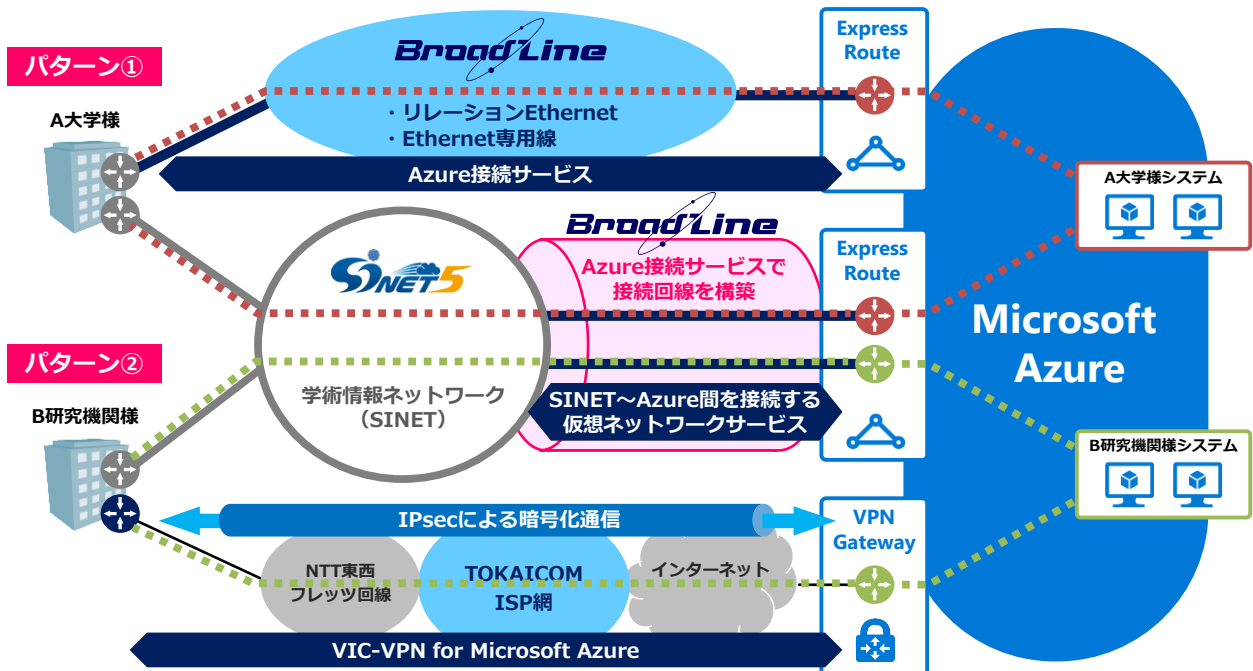 パターン①
A大学様
BroadLine
・リレーションEthernet
・Ethernet専用線
Azure接続サービス
Express
Route
A大学様システム
SINET5
BroadLine
Azure接続サービスで
接続回線を構築
Express
Route
Microsoft
Azure
パターン②
B研究機関様
学術情報ネットワーク
（SINET）
SINET～Azure間を接続する
仮想ネットワークサービス
B研究機関様システム
IPsecによる暗号化通信
VPN
Gateway
NTT東西
フレッツ回線
TOKAICOM
ISP網
インターネット
VIC-VPN for Microsoft Azure